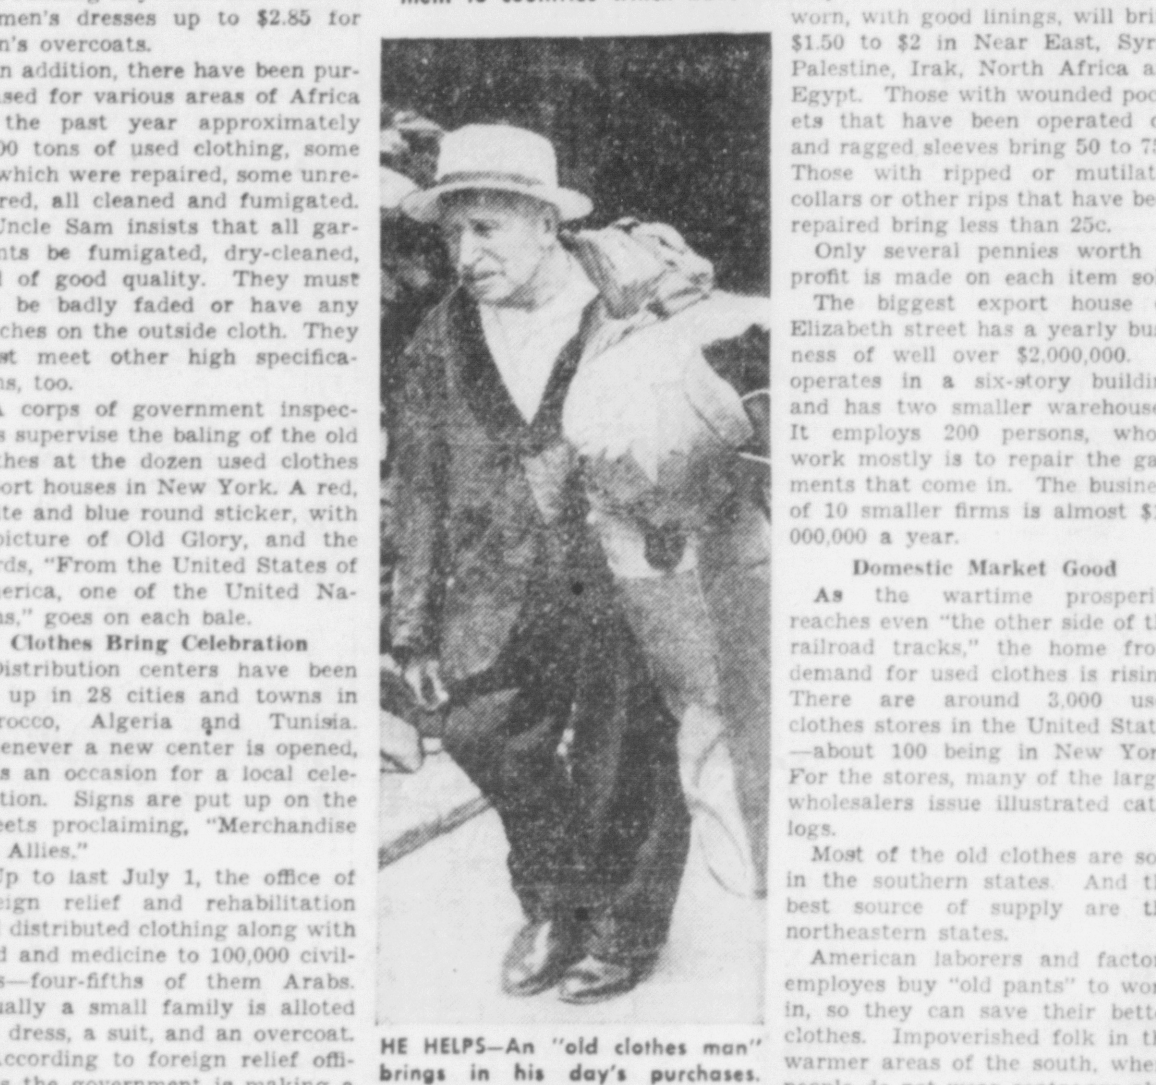 men's dresses up to $2.85 for
n's overcoats.
n addition, there have been pur-
sed for various areas of Africa
the past year approximately
00 tons of used clothing, some
which were repaired, some unre-
red, all cleaned and fumigated.
Uncle Sam insists that all gar-
nts be fumigated, dry-cleaned,
of good quality. They must
be badly faded or have any
ches on the outside cloth. They
st meet other high specifica-
ns, too.
A corps of government inspec-
s supervise the baling of the old
thes at the dozen used clothes
ort houses in New York. A red,
te and blue round sticker, with
picture of Old Glory, and the
rds, "From the United States of
erica, one of the United Na-
ns," goes on each bale.
Clothes Bring Celebration
Distribution centers have been
up in 28 cities and towns in
rocco, Algeria and Tunisia.
enever a new center is opened,
s an occasion for a local cele-
tion. Signs are put up on the
eets proclaiming, "Merchandise
Allies."
Up to last July 1, the office of
eign relief and rehabilitation
distributed clothing along with
d and medicine to 100,000 civil-
s—four-fifths of them Arabs.
ually a small family is alloted
dress, a suit, and an overcoat.
According to foreign relief offi-
the government is making a
HE HELPS—An "old clothes man"
brings in his day's purchases.
worn, with good linings, will bri
$1.50 to $2 in Near East, Syr
Palestine, Irak, North Africa a
Egypt. Those with wounded poc
ets that have been operated o
and ragged sleeves bring 50 to 75
Those with ripped or mutilat
collars or other rips that have be
repaired bring less than 25c.
Only several pennies worth
profit is made on each item so
The biggest export house o
Elizabeth street has a yearly bus
ness of well over $2,000,000.
operates in a six-story buildin
and has two smaller warehouse
It employs 200 persons, who
work mostly is to repair the ga
ments that come in. The busine
of 10 smaller firms is almost $1
000,000 a year.
Domestic Market Good
As the wartime prosperi
reaches even "the other side of th
railroad tracks," the home fro
demand for used clothes is risin
There are around 3,000 use
clothes stores in the United Stat
—about 100 being in New Yor
For the stores, many of the larg
wholesalers issue illustrated cat
logs.
Most of the old clothes are so
in the southern states. And th
best source of supply are th
northeastern states.
American laborers and factor
employes buy "old pants" to wor
in, so they can save their bett
clothes. Impoverished folk in th
warmer areas of the south, wher